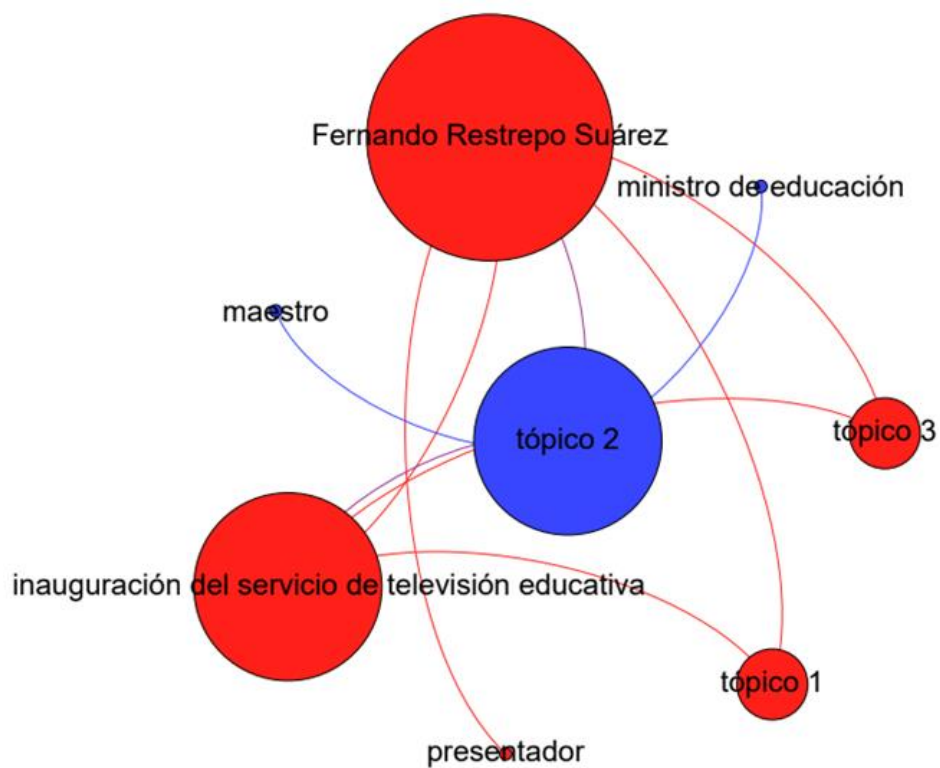 Fernando Restrepo Suárez
ministro de educación
maestro
tópico 3
tópico 2
inauguración del servicio de televisión educativa
tópico 1
presentador